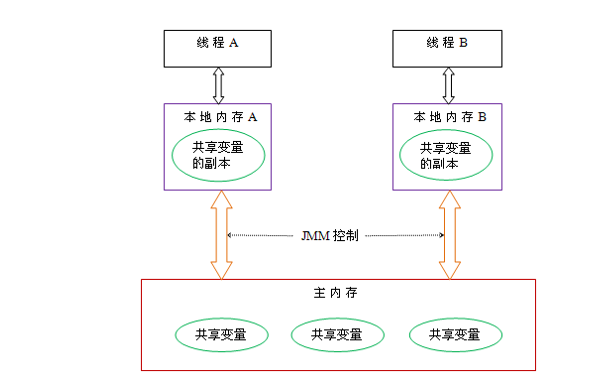 线程 A
线程 B
本地内存 A
本地内存 B
共享变量
的副本
共享变量
的副本
JMM 控制
主内存
共享变量
共享变量
共享变量